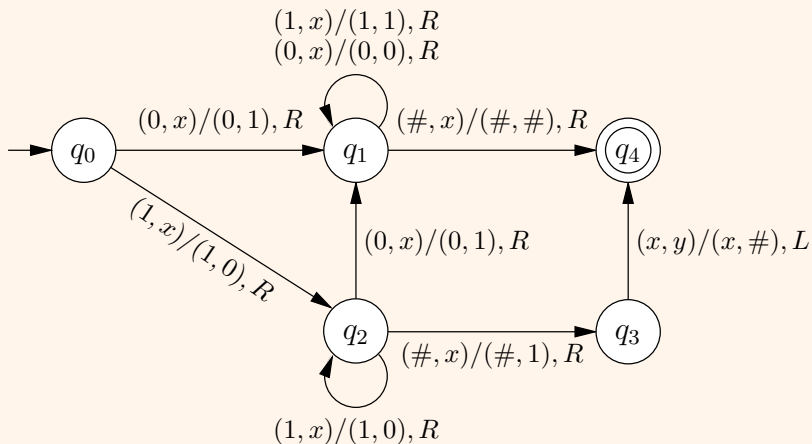 (1, x)/(1, 1), R
(0, x)/(0, 0), R
(0, x)/(0, 1), R
(#, x)/(#, #), R
q0
q1
q4
(1, x)/(1, 0), R
(0, x)/(0, 1), R
(x, y)/(x, #), L
q2
q3
(#, x)/(#, 1), R
(1, x)/(1, 0), R